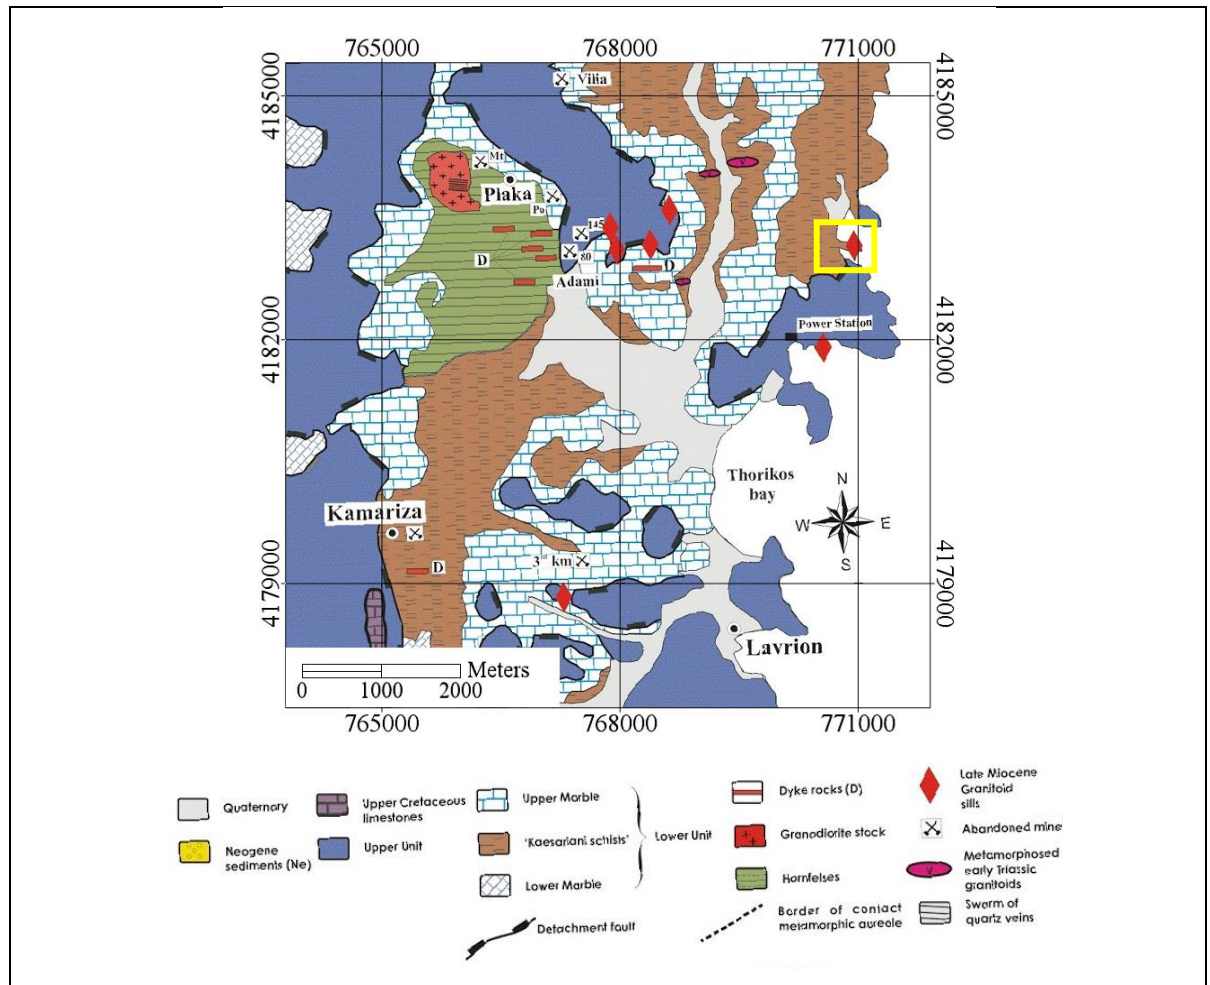 765000 768000 771000
4185000
4185000
Vilia
Mt
Plaka
Po
145
80
D
D
Adami
4182000
4182000
Power Station
Thorikos
bay
N
W E
S
Kamariza
3rd km
D
4179000
4179000
Lavrion
Meters
0 1000 2000
765000 768000 771000
Quaternary
Neogene
sediments (Ne)
Upper Cretaceous
limestones
Upper Unit
Upper Marble
'Kaesariani schists'
Lower Marble
Lower Unit
Detachment fault
Dyke rocks (D)
Granodiorite stock
Hornfelses
Border of contact
metamorphic aureole
Late Miocene
Granitoid
sills
Abandoned mine
Metamorphosed
early Triassic
granitoids
Swarm of
quartz veins